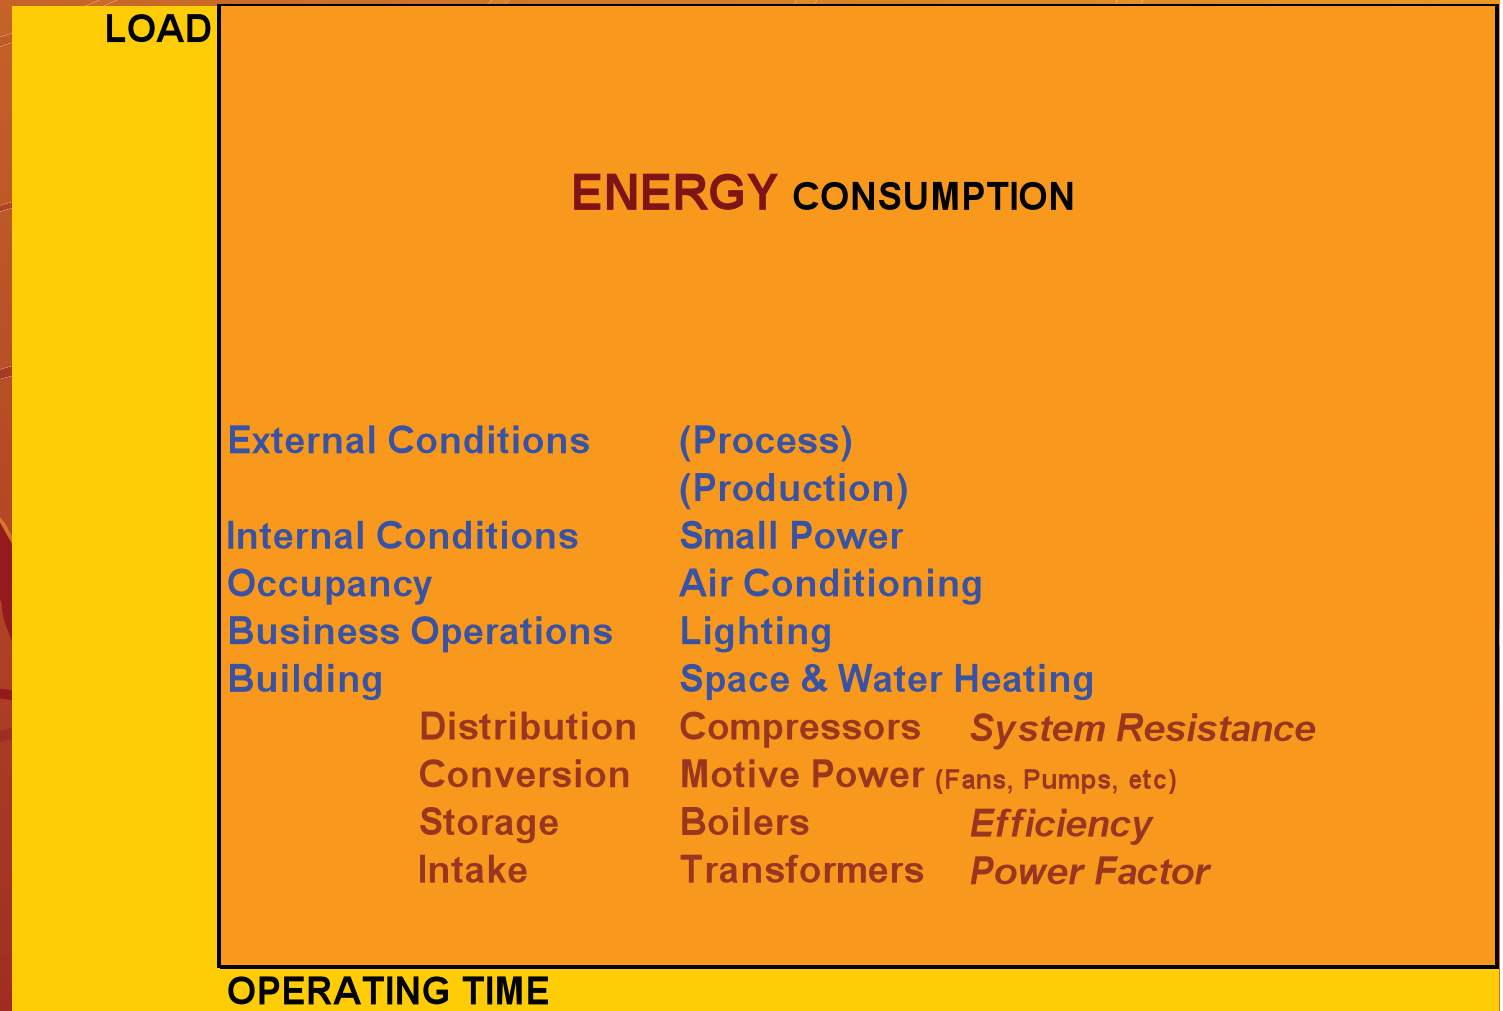 LOAD
ENERGY CONSUMPTION
External Conditions (Process)
(Production)
Internal Conditions Small Power
Occupancy Air Conditioning
Business Operations Lighting
Building Space & Water Heating
Distribution Compressors System Resistance
Conversion Motive Power (Fans, Pumps, etc)
Storage Boilers Efficiency
Intake Transformers Power Factor
OPERATING TIME